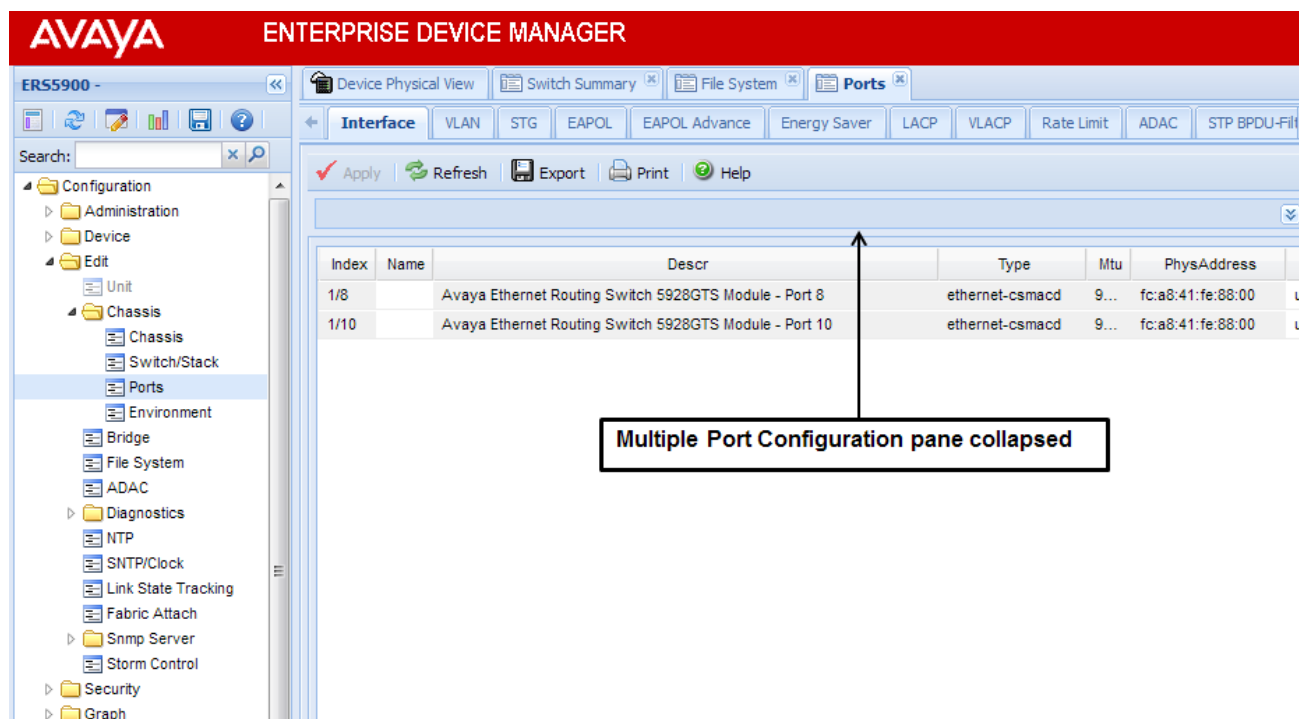 AVAYA ENTERPRISE DEVICE MANAGER
ERS5900 -
Device Physical View Switch Summary File System Ports
Interface VLAN STG EAPOL EAPOL Advance Energy Saver LACP VLACP Rate Limit ADAC STP BPDU-Filt
Search:
Apply Refresh Export Print Help
Configuration
Administration
Device
Edit
Unit
Chassis
Chassis
Switch/Stack
Ports
Environment
Bridge
File System
ADAC
Diagnostics
NTP
SNTP/Clock
Link State Tracking
Fabric Attach
Snmp Server
Storm Control
Security
Graph
Index Name Descr Type Mtu PhysAddress
1/8 Avaya Ethernet Routing Switch 5928GTS Module - Port 8 ethernet-csmacd 9... fc:a8:41:fe:88:00
1/10 Avaya Ethernet Routing Switch 5928GTS Module - Port 10 ethernet-csmacd 9... fc:a8:41:fe:88:00
Multiple Port Configuration pane collapsed